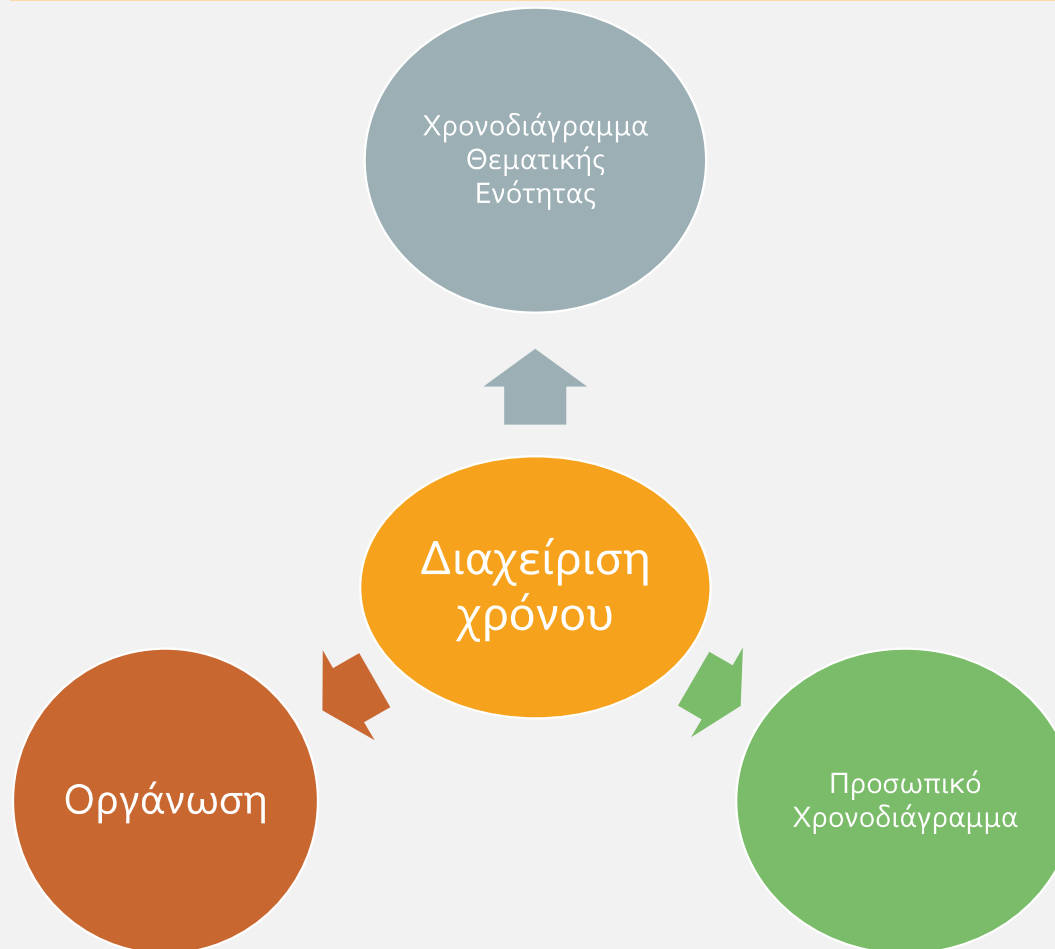 Χρονοδιάγραμμα
Θεματικής
Ενότητας
Διαχείριση
χρόνου
Οργάνωση
Προσωπικό
Χρονοδιάγραμμα